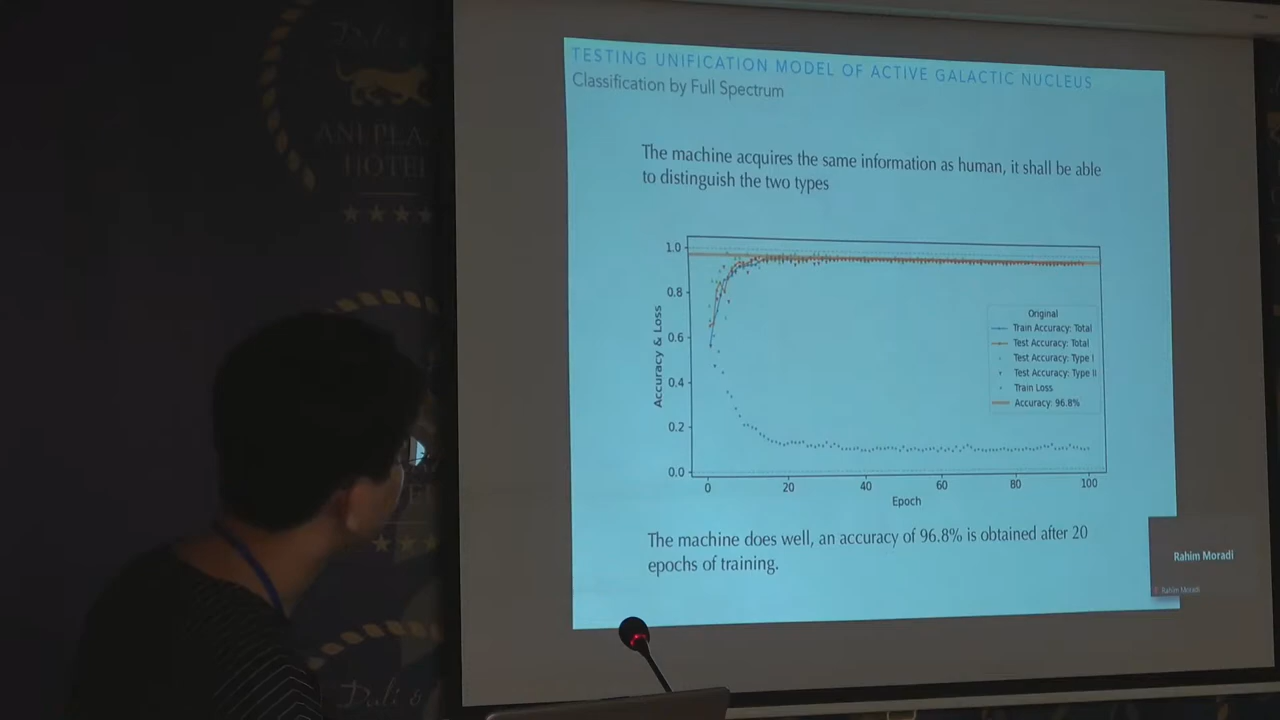 TESTING UNIFICATION MODEL OF ACTIVE GALACTIC NUCLEUS
Classification by Full Spectrum
The machine acquires the same information as human, it shall be able
to distinguish the two types
1.0
0.8
0.6
0.4
0.2
0.0
Accuracy & Loss
0 20 40 60 80 100
Epoch
Original
Train Accuracy: Total
Test Accuracy: Total
Test Accuracy: Type I
Test Accuracy: Type II
Train Loss
Accuracy: 96.8%
The machine does well, an accuracy of 96.8% is obtained after 20
epochs of training.
Rahim Moradi
Rahim Moradi
ANI PLA
HOTEL